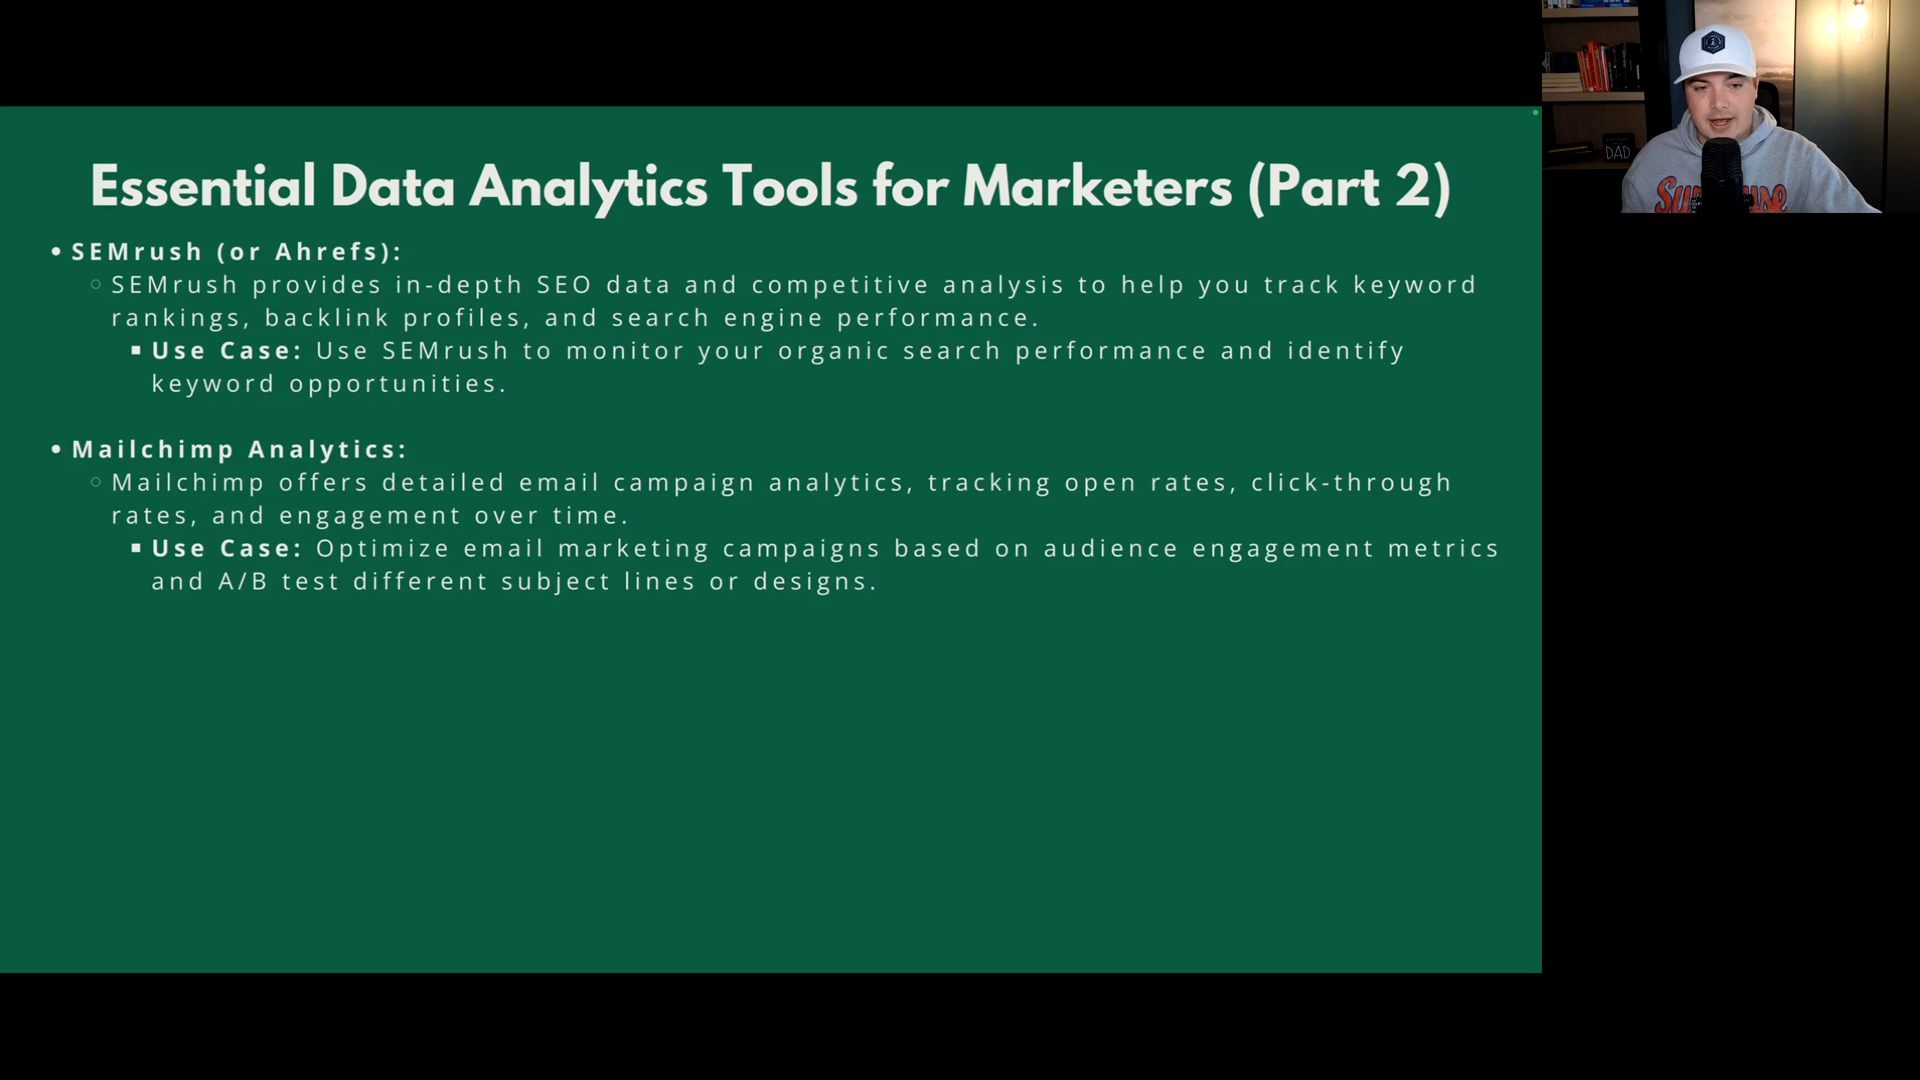 Essential Data Analytics Tools for Marketers (Part 2)
• SEMrush (or Ahrefs):
○ SEMrush provides in-depth SEO data and competitive analysis to help you track keyword
rankings, backlink profiles, and search engine performance.
▪ Use Case: Use SEMrush to monitor your organic search performance and identify
keyword opportunities.
• Mailchimp Analytics:
○ Mailchimp offers detailed email campaign analytics, tracking open rates, click-through
rates, and engagement over time.
▪ Use Case: Optimize email marketing campaigns based on audience engagement metrics
and A/B test different subject lines or designs.
DAD